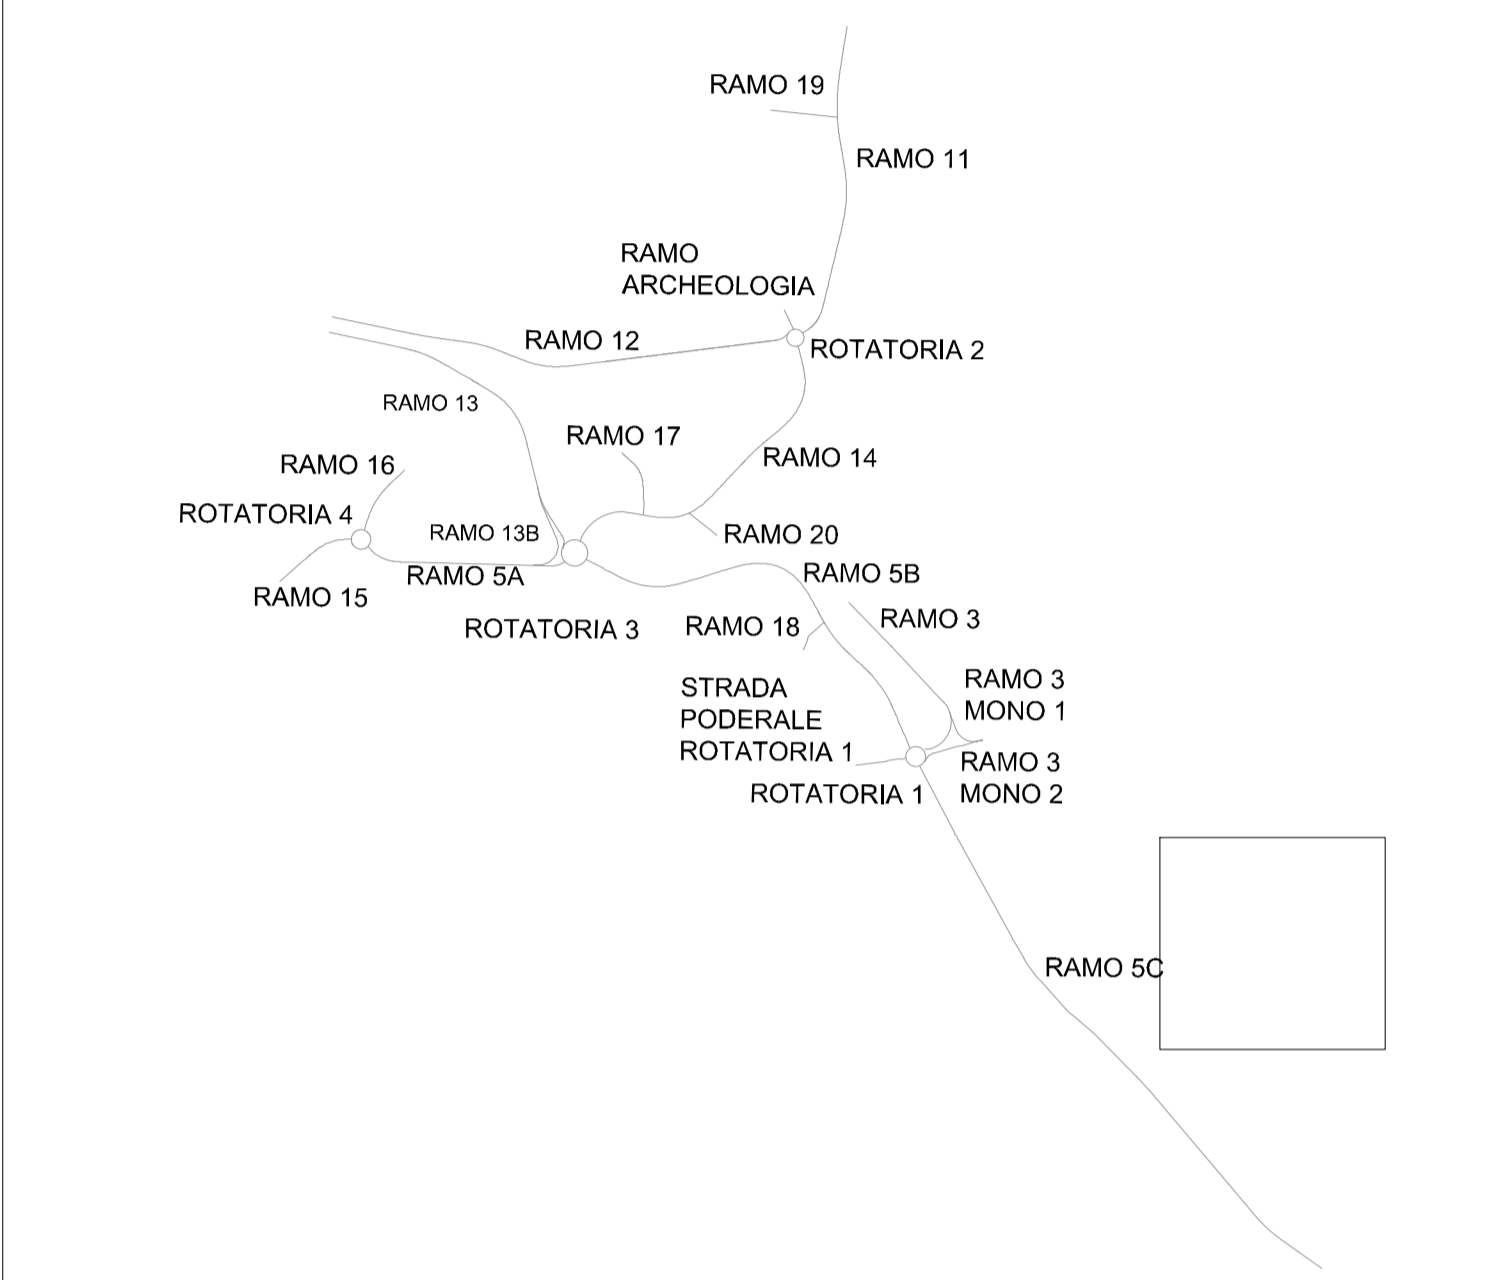 RAMO 19
RAMO 11
RAMO
ARCHEOLOGIA
RAMO 12
ROTATORIA 2
RAMO 13
RAMO 17
RAMO 14
RAMO 16
ROTATORIA 4
RAMO 13B
RAMO 20
RAMO 5A
RAMO 5B
RAMO 15
RAMO 3
ROTATORIA 3
RAMO 18
RAMO 3
MONO 1
STRADA
PODERALE
ROTATORIA 1
RAMO 3
MONO 2
ROTATORIA 1
RAMO 5C